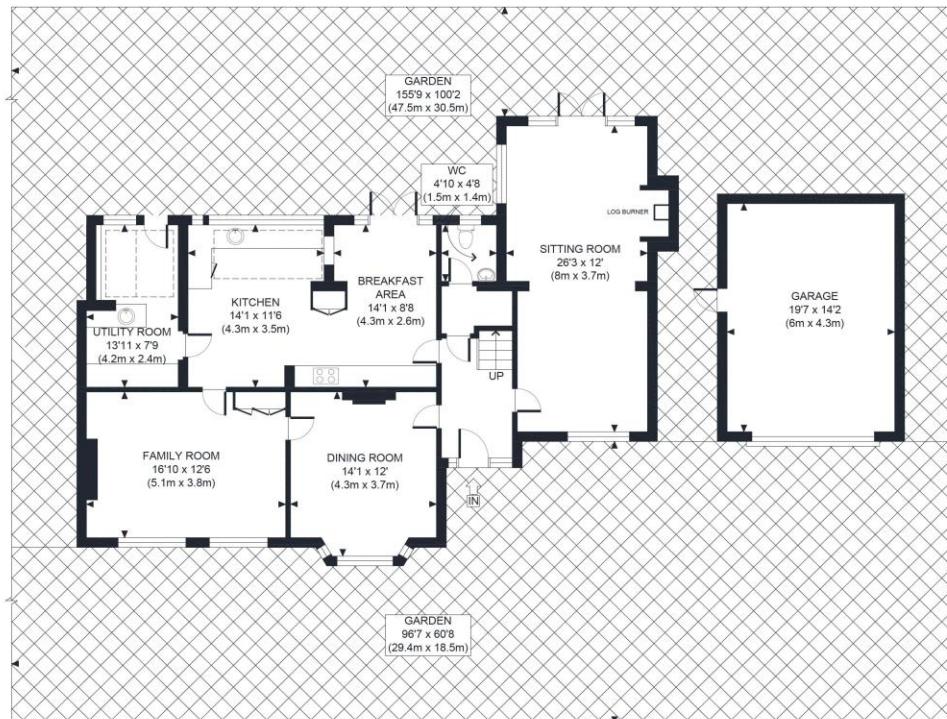 GARDEN
155'9 x 100'2
(47.5m x 30.5m)
WC
4'10 x 4'8
(1.5m x 1.4m)
LOG BURNER
SITTING ROOM
26'3 x 12'
(8m x 3.7m)
BREAKFAST
AREA
14'1 x 8'8
(4.3m x 2.6m)
KITCHEN
14'1 x 11'6
(4.3m x 3.5m)
GARAGE
19'7 x 14'2
(6m x 4.3m)
UTILITY ROOM
13'11 x 7'9
(4.2m x 2.4m)
UP
FAMILY ROOM
16'10 x 12'6
(5.1m x 3.8m)
DINING ROOM
14'1 x 12'
(4.3m x 3.7m)
IN
GARDEN
96'7 x 60'8
(29.4m x 18.5m)